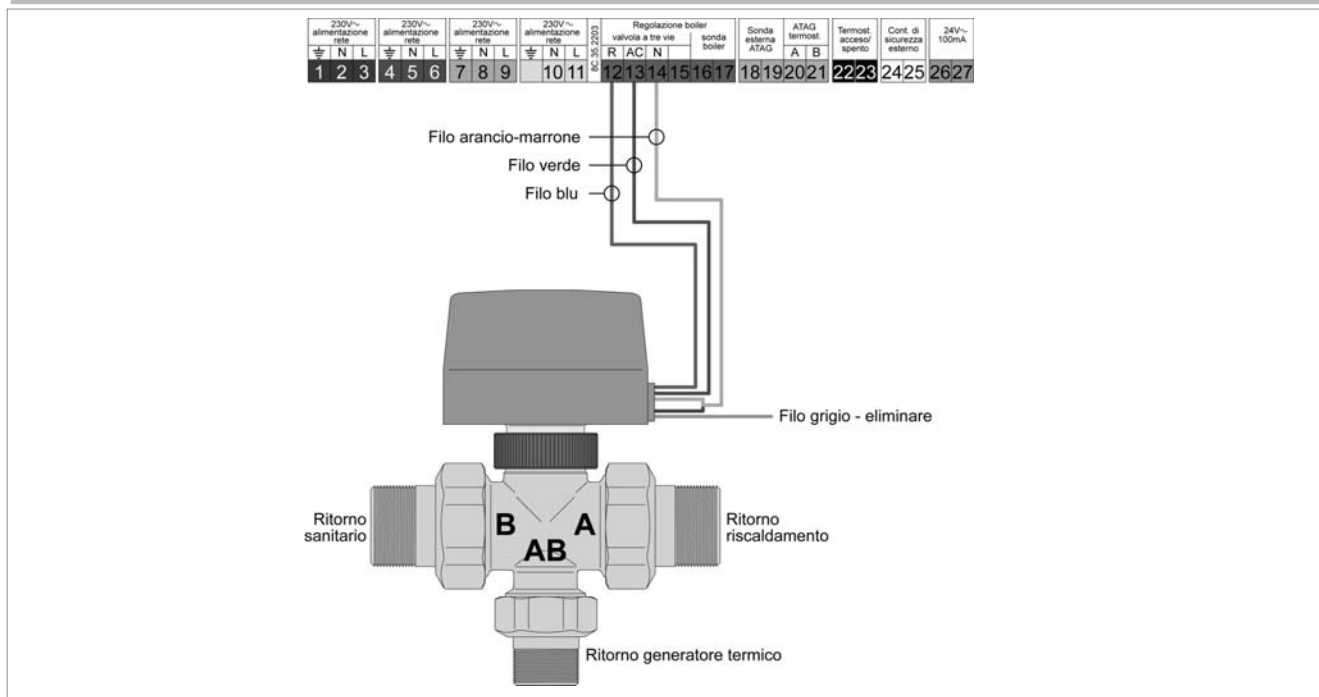 230V~
alimentazione
rete
N L
1 2 3
230V~
alimentazione
rete
N L
4 5 6
230V~
alimentazione
rete
N L
7 8 9
230V~
alimentazione
rete
N L
10 11
8C 35 2203
Regolazione boiler
valvola a tre vie
R AC N
sonda
boiler
12 13 14 15 16 17
Sonda
esterna
ATAG
18 19
ATAG
termost.
A B
20 21
Termost.
acceso/
spento
22 23
Cont. di
sicurezza
esterno
24 25
24V~
100mA
26 27
Filo arancio-marrone
Filo verde
Filo blu
Filo grigio - eliminare
Ritorno
sanitario
B
A
AB
Ritorno
riscaldamento
Ritorno generatore termico